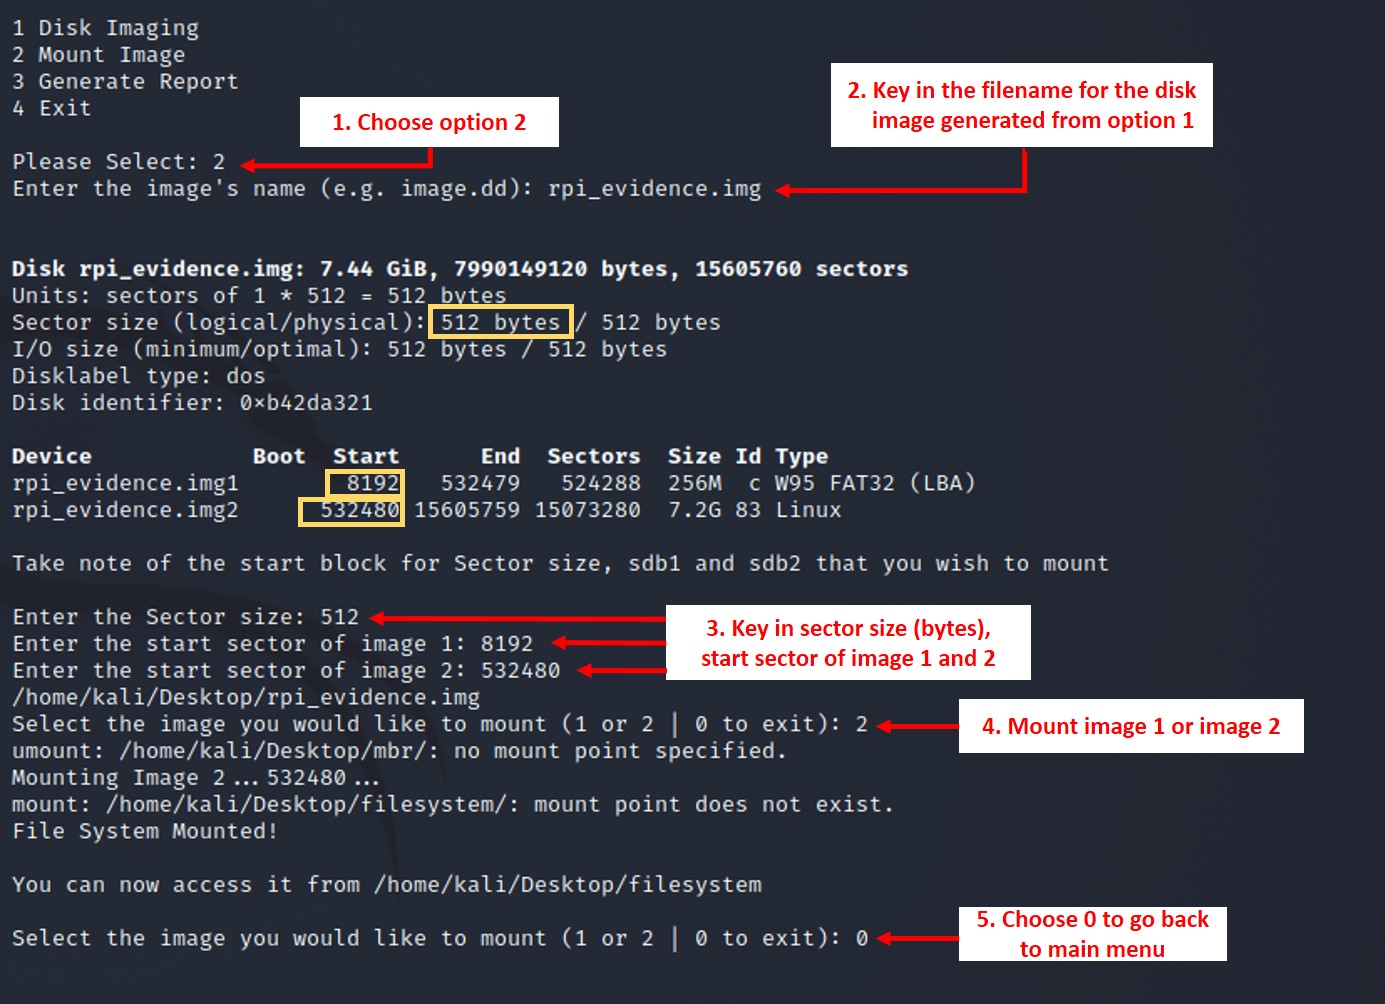 1 Disk Imaging
2 Mount Image
3 Generate Report
4 Exit
1. Choose option 2
2. Key in the filename for the disk
image generated from option 1
Please Select: 2
Enter the image's name (e.g. image.dd): rpi_evidence.img
Disk rpi_evidence.img: 7.44 GiB, 7990149120 bytes, 15605760 sectors
Units: sectors of 1 * 512 = 512 bytes
Sector size (logical/physical): 512 bytes / 512 bytes
I/O size (minimum/optimal): 512 bytes / 512 bytes
Disklabel type: dos
Disk identifier: 0×b42da321
Device Boot Start End Sectors Size Id Type
rpi_evidence.img1 8192 532479 524288 256M c W95 FAT32 (LBA)
rpi_evidence.img2 532480 15605759 15073280 7.2G 83 Linux
Take note of the start block for Sector size, sdb1 and sdb2 that you wish to mount
Enter the Sector size: 512
Enter the start sector of image 1: 8192
Enter the start sector of image 2: 532480
3. Key in sector size (bytes),
start sector of image 1 and 2
/home/kali/Desktop/rpi_evidence.img
Select the image you would like to mount (1 or 2 | 0 to exit): 2
4. Mount image 1 or image 2
umount: /home/kali/Desktop/mbr/: no mount point specified.
Mounting Image 2...532480...
mount: /home/kali/Desktop/filesystem/: mount point does not exist.
File System Mounted!
You can now access it from /home/kali/Desktop/filesystem
Select the image you would like to mount (1 or 2 | 0 to exit): 0
5. Choose 0 to go back
to main menu